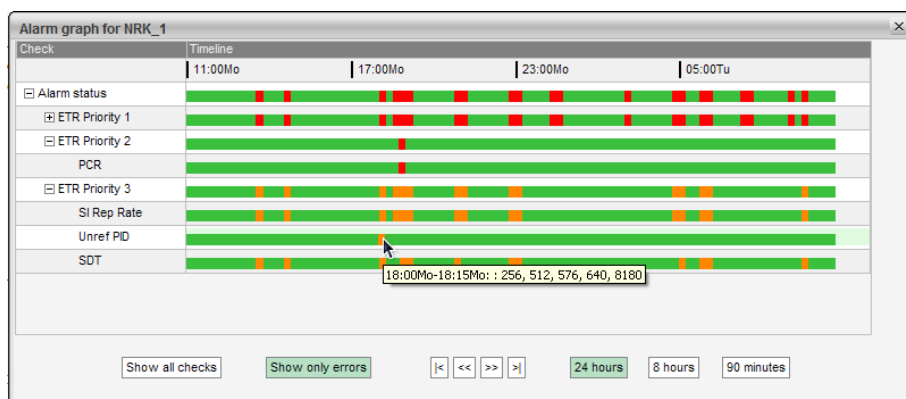 Alarm graph for NRK_1
Check Timeline
11:00Mo 17:00Mo 23:00Mo 05:00Tu
Alarm status
ETR Priority 1
ETR Priority 2
PCR
ETR Priority 3
SI Rep Rate
Unref PID
SDT
18:00Mo-18:15Mo: : 256, 512, 576, 640, 8180
Show all checks Show only errors |< << >> >| 24 hours 8 hours 90 minutes